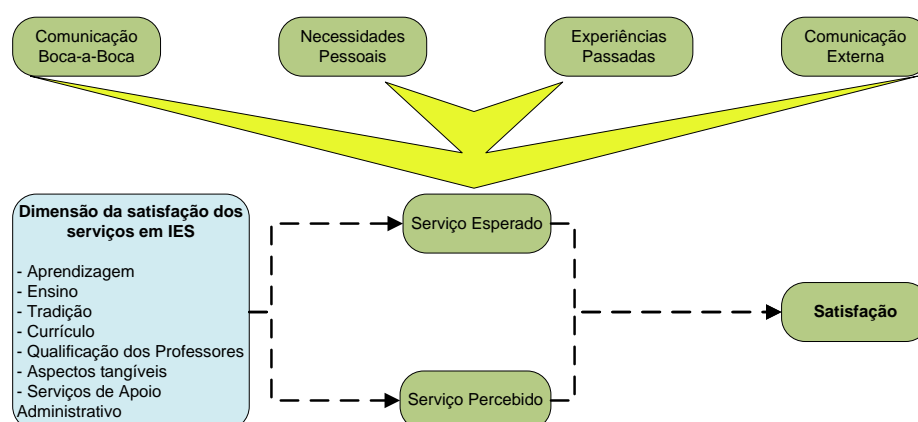 Comunicação
Boca-a-Boca
Necessidades
Pessoais
Experiências
Passadas
Comunicação
Externa
Dimensão da satisfação dos
serviços em IES
- Aprendizagem
- Ensino
- Tradição
- Currículo
- Qualificação dos Professores
- Aspectos tangíveis
- Serviços de Apoio
Administrativo
Serviço Esperado
Serviço Percebido
Satisfação